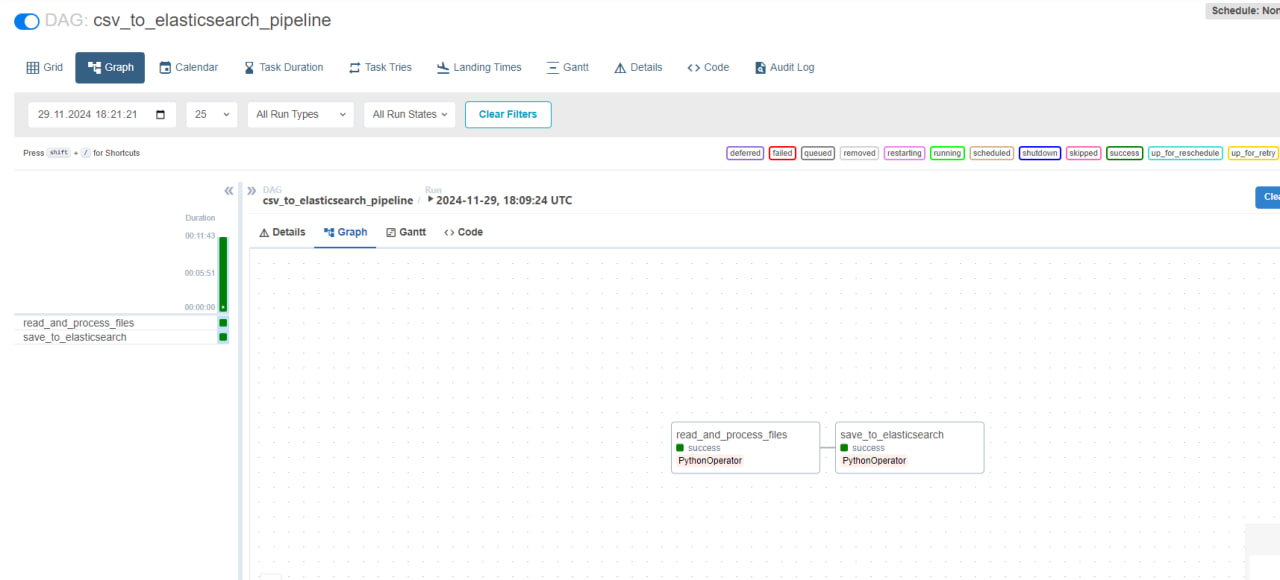 DAG: csv_to_elasticsearch_pipeline
Schedule: Non
Grid Graph Calendar Task Duration Task Tries Landing Times Gantt Details Code Audit Log
29.11.2024 18:21:21 25 All Run Types All Run States Clear Filters
Press shift + / for Shortcuts
deferred failed queued removed restarting running scheduled shutdown skipped success up_for_reschedule up_for_retry
Duration
00:11:43
00:05:51
00:00:00
read_and_process_files
save_to_elasticsearch
DAG
csv_to_elasticsearch_pipeline /
Run
2024-11-29, 18:09:24 UTC
Clea
Details Graph Gantt Code
read_and_process_files
success
PythonOperator
save_to_elasticsearch
success
PythonOperator